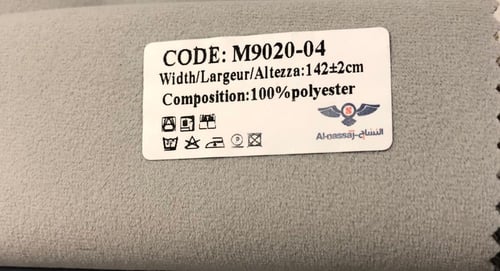 CODE: M9020-04
Width/Largeur/Altezza:142±2cm
Composition:100%polyester
Al-nassaj-النساج